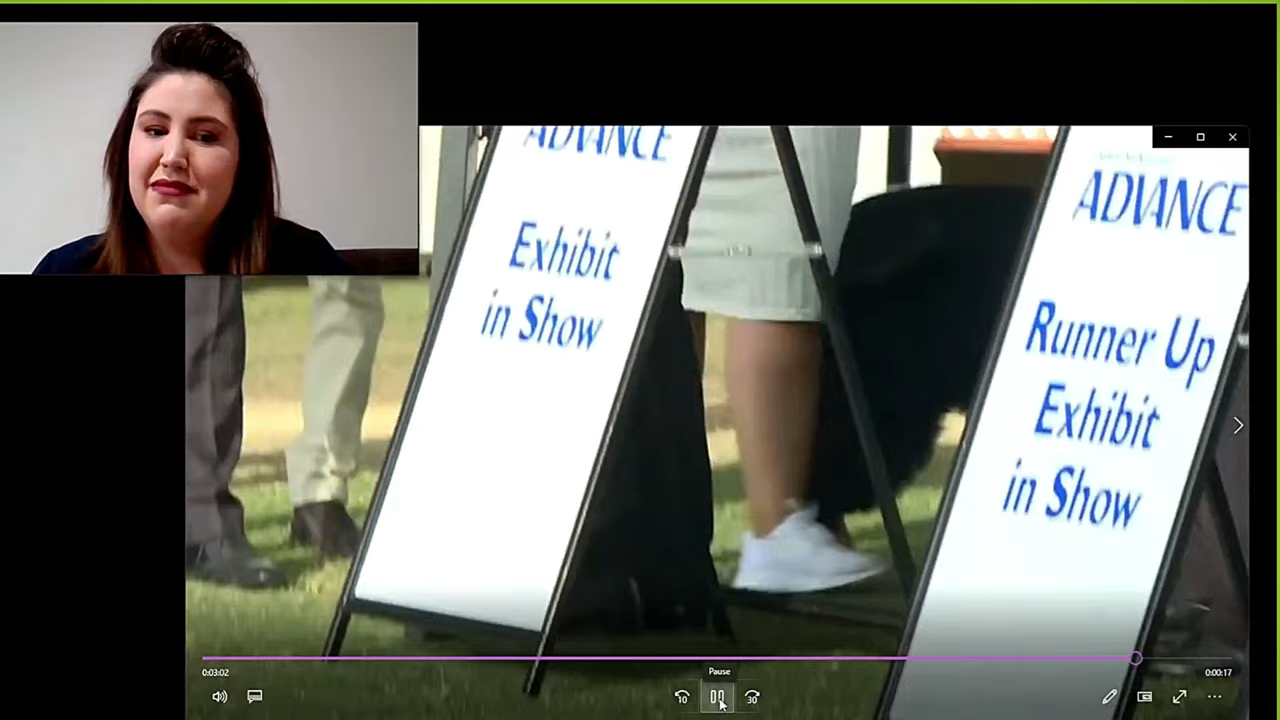 ADVANCE
Exhibit
in Show
ADVANCE
Runner Up
Exhibit
in Show
Pause
0:03:02
0:00:17
10
30